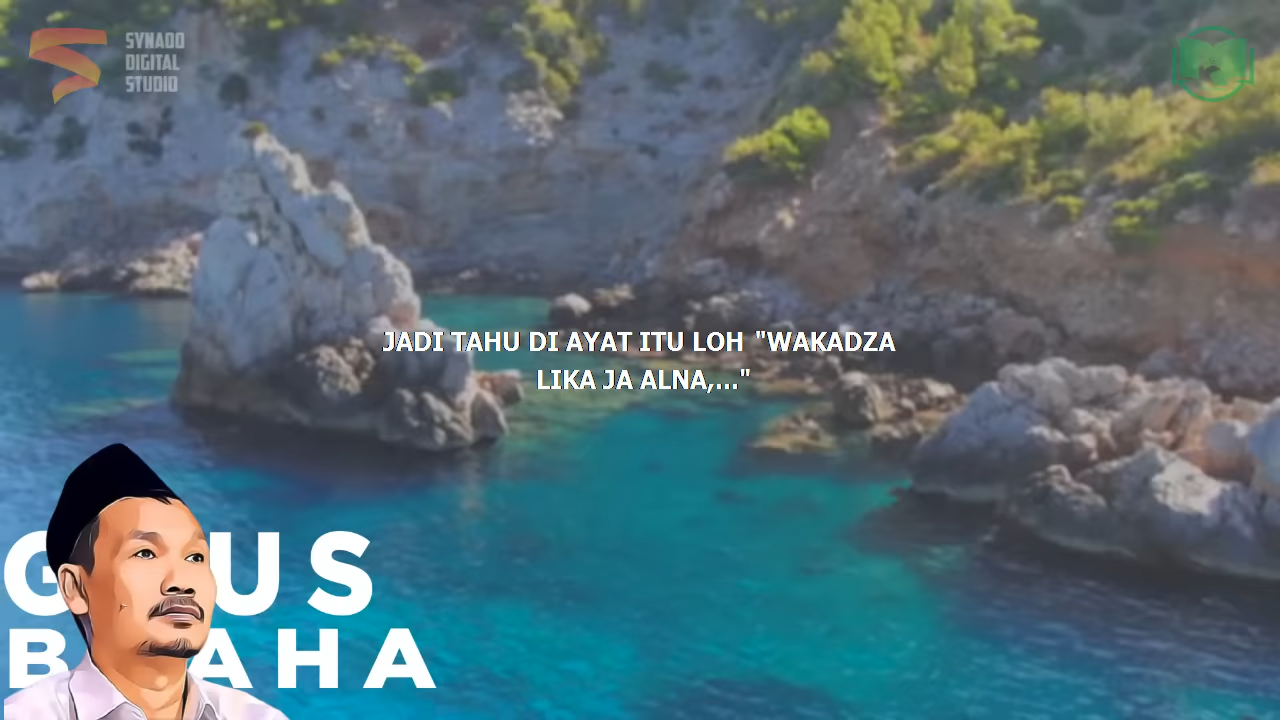 SYNADO
DIGITAL
STUDIO
JADI TAHU DI AYAT ITU LOH "WAKADZA
LIKA JA ALNA,..."
GUS
BAHA